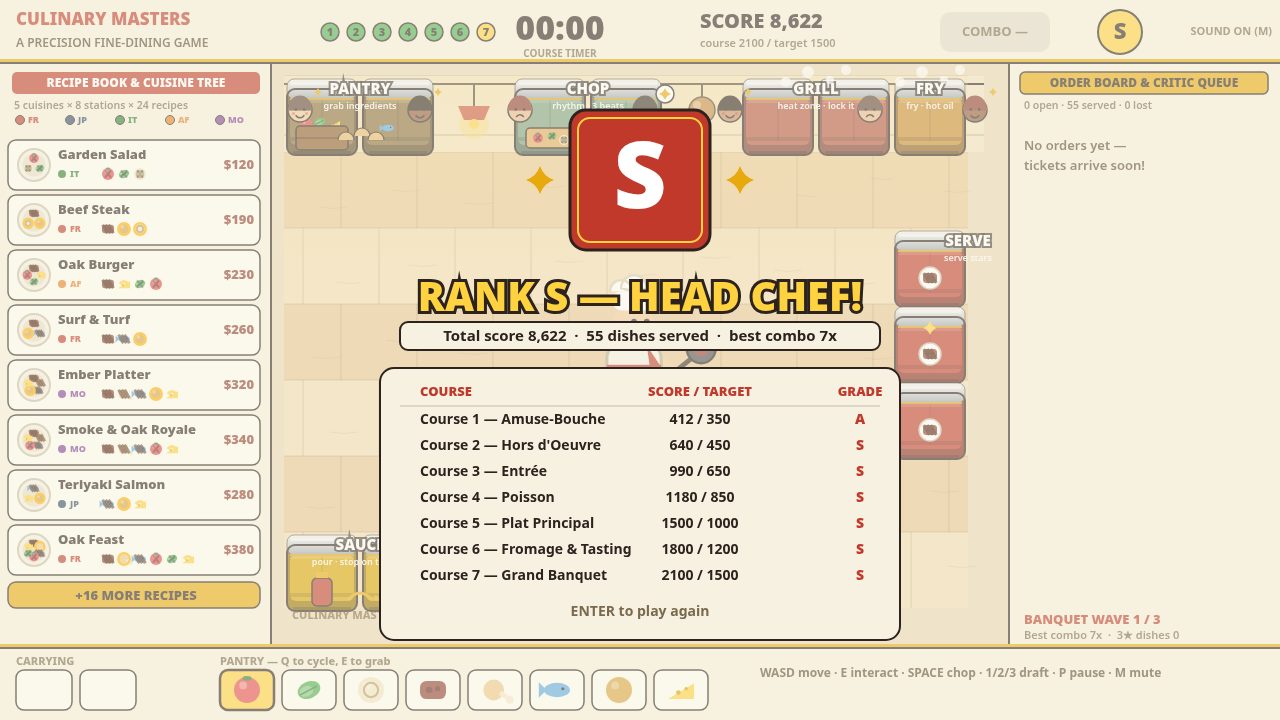 CULINARY MASTERS
A PRECISION FINE-DINING GAME
1 2 3 4 5 6 7
00:00
COURSE TIMER
SCORE 8,622
course 2100 / target 1500
COMBO —
S
SOUND ON (M)
RECIPE BOOK & CUISINE TREE
5 cuisines × 8 stations × 24 recipes
FR JP IT AF MO
Garden Salad
IT
$120
Beef Steak
FR
$190
Oak Burger
AF
$230
Surf & Turf
FR
$260
Ember Platter
MO
$320
Smoke & Oak Royale
MO
$340
Teriyaki Salmon
JP
$280
Oak Feast
FR
$380
+16 MORE RECIPES
PANTRY
grab ingredients
CHOP
rhythm · 3 beats
GRILL
heat zone · lock it
FRY
fry · hot oil
SERVE
serve stars
S
RANK S — HEAD CHEF!
Total score 8,622 · 55 dishes served · best combo 7x
COURSE SCORE / TARGET GRADE
Course 1 — Amuse-Bouche 412 / 350 A
Course 2 — Hors d'Oeuvre 640 / 450 S
Course 3 — Entrée 990 / 650 S
Course 4 — Poisson 1180 / 850 S
Course 5 — Plat Principal 1500 / 1000 S
Course 6 — Fromage & Tasting 1800 / 1200 S
Course 7 — Grand Banquet 2100 / 1500 S
ENTER to play again
SAUC
pour · stop on t
CULINARY MAS
ORDER BOARD & CRITIC QUEUE
0 open · 55 served · 0 lost
No orders yet —
tickets arrive soon!
BANQUET WAVE 1 / 3
Best combo 7x · 3★ dishes 0
CARRYING
PANTRY — Q to cycle, E to grab
WASD move · E interact · SPACE chop · 1/2/3 draft · P pause · M mute